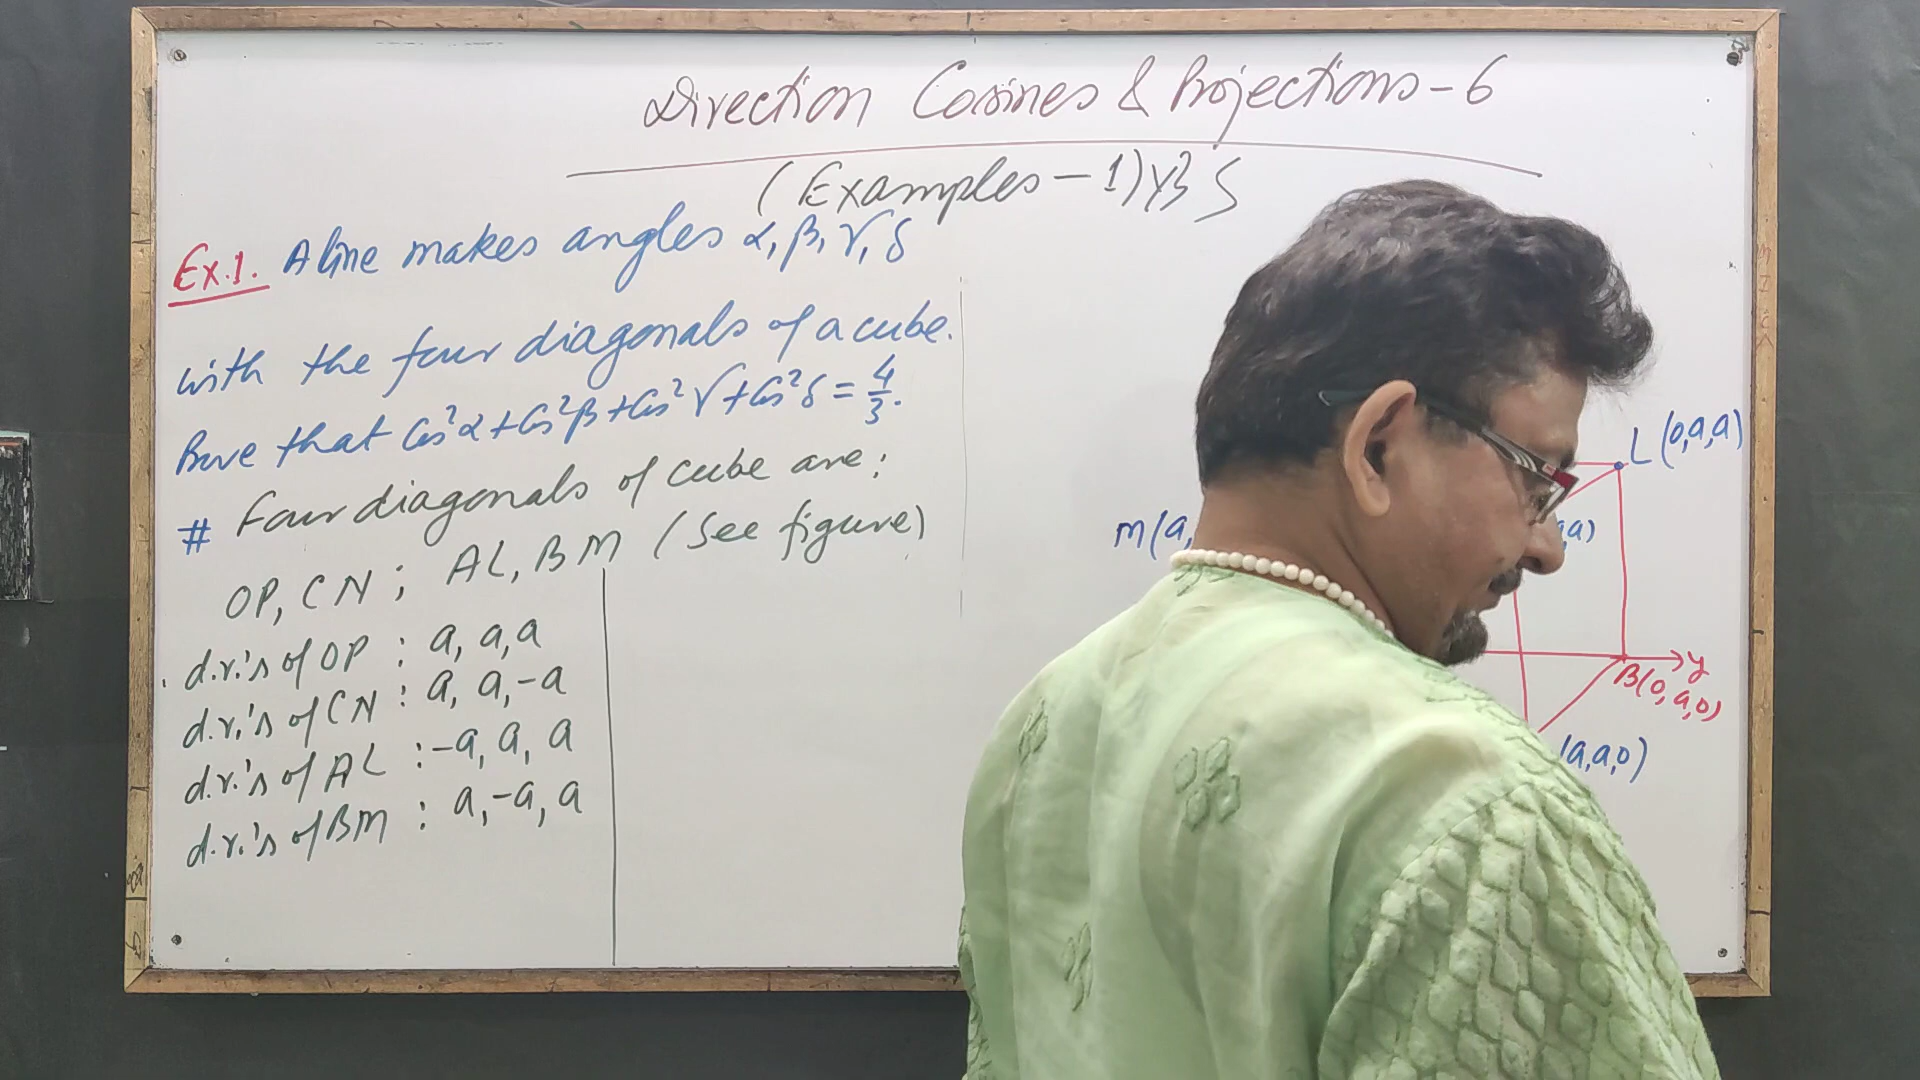 Direction Cosines & Projections-6
(Examples-1)
Ex.1. A line makes angles α, β, γ, δ
with the four diagonals of a cube.
Prove that Cos²α+Cos²β+Cos²γ+Cos²δ=4/3.
# Four diagonals of cube are:
OP, CN; AL, BM (See figure)
d.r.'s of OP : a, a, a
d.r.'s of CN : a, a, -a
d.r.'s of AL : -a, a, a
d.r.'s of BM : a, -a, a
L(0,a,a)
M(a,
,a)
y
B(0,a,0)
(a,a,0)